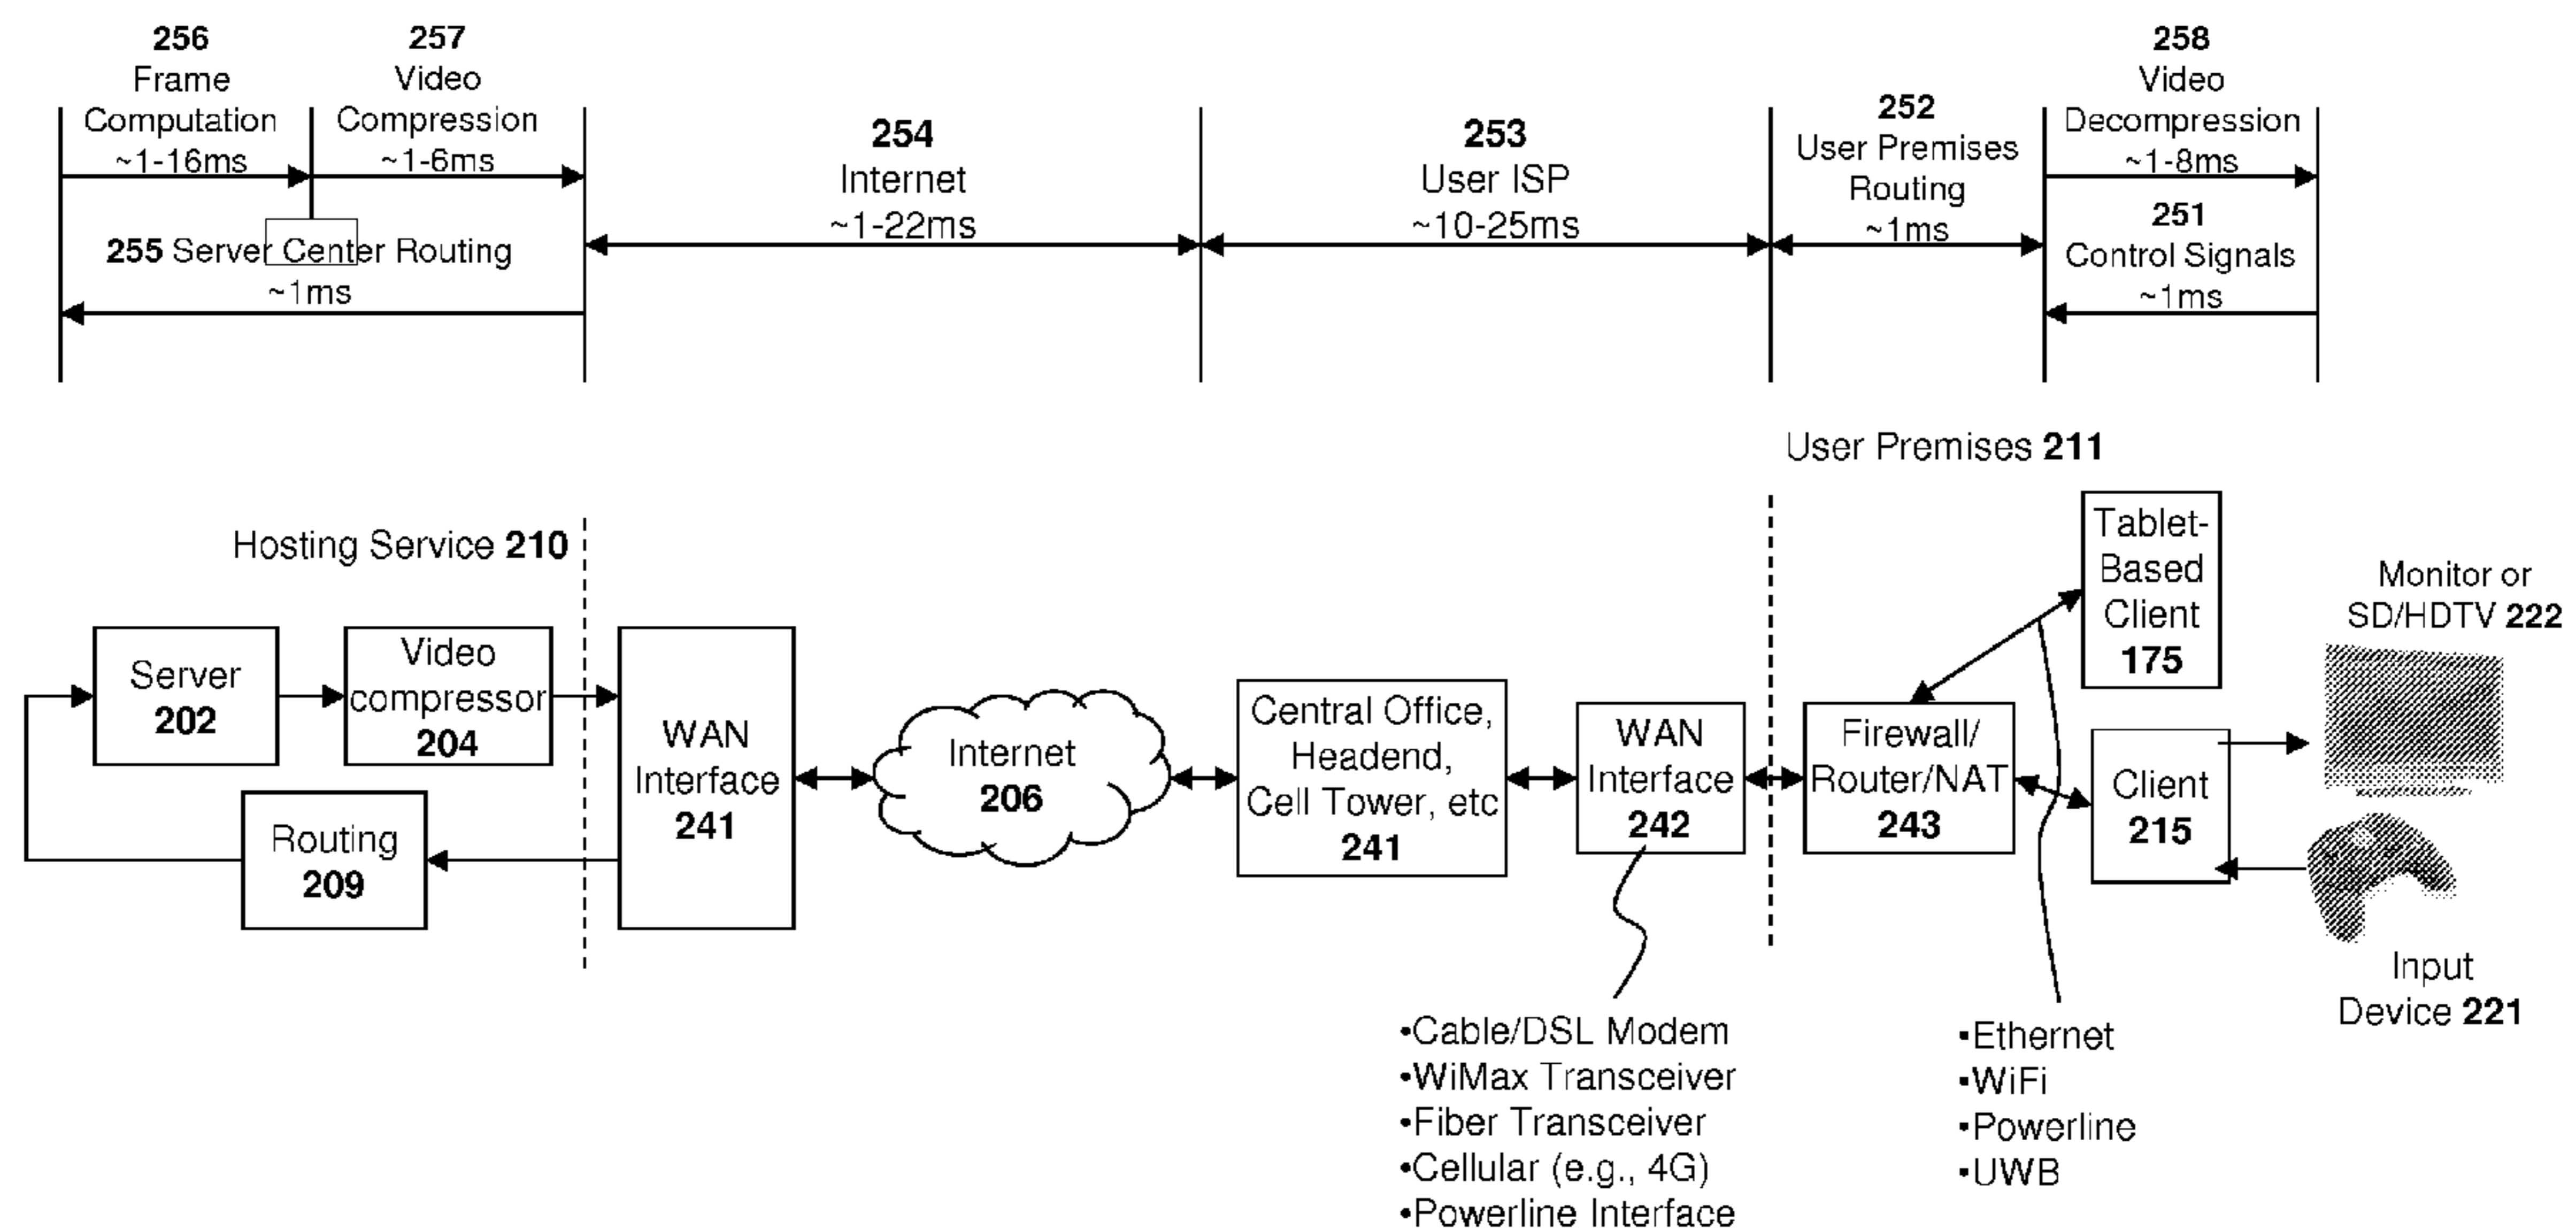 256
Frame
Computation
~1-16ms
257
Video
Compression
~1-6ms
254
Internet
~1-22ms
253
User ISP
~10-25ms
252
User Premises
Routing
~1ms
258
Video
Decompression
~1-8ms
255 Server Center Routing
~1ms
251
Control Signals
~1ms
User Premises 211
Hosting Service 210
Server
202
Video
compressor
204
Routing
209
WAN
Interface
241
Internet
206
Central Office,
Headend,
Cell Tower, etc
241
WAN
Interface
242
Firewall/
Router/NAT
243
Tablet-
Based
Client
175
Client
215
Monitor or
SD/HDTV 222
Input
Device 221
•Cable/DSL Modem
•WiMax Transceiver
•Fiber Transceiver
•Cellular (e.g., 4G)
•Powerline Interface
▪Ethernet
▪WiFi
▪Powerline
▪UWB